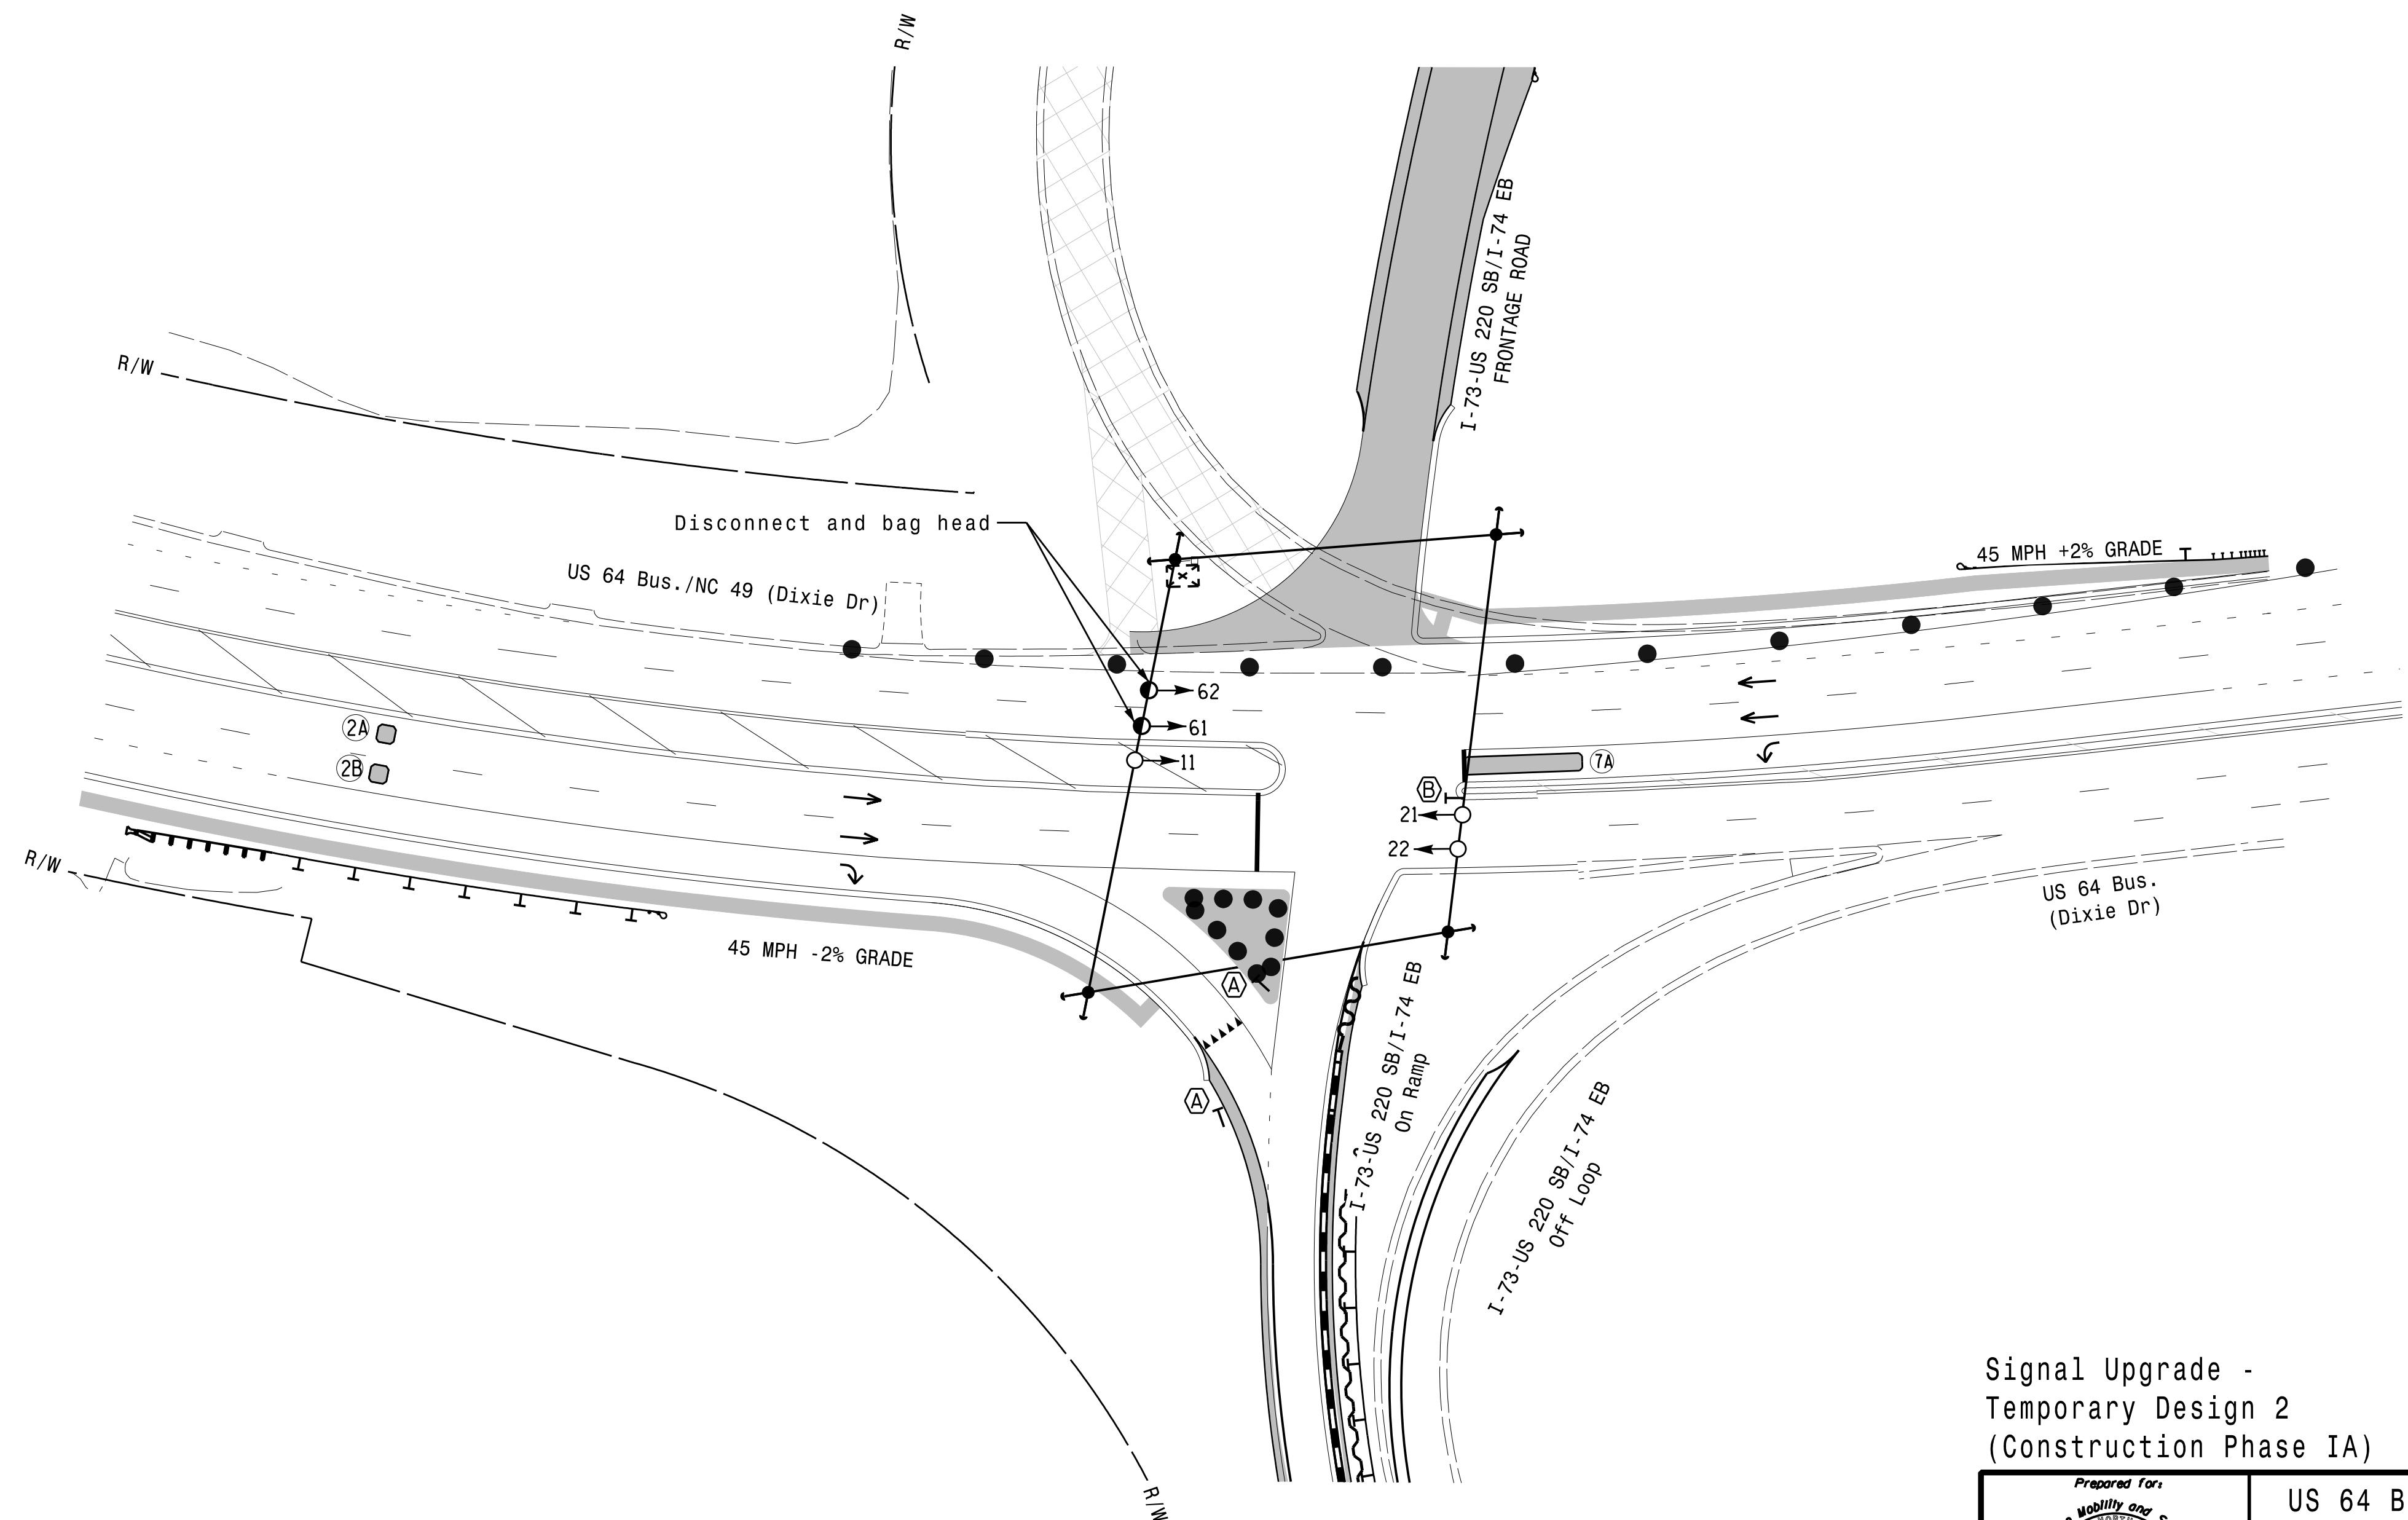 R/W
I-73-US 220 SB/I-74 EB
FRONTAGE ROAD
R/W
Disconnect and bag head
45 MPH +2% GRADE
US 64 Bus./NC 49 (Dixie Dr)
62
61
11
2A
2B
7A
B
21
22
R/W
45 MPH -2% GRADE
US 64 Bus.
(Dixie Dr)
A
A
I-73-US 220 SB/I-74 EB
On Ramp
I-73-US 220 SB/I-74 EB
Off Loop
R/W
Signal Upgrade -
Temporary Design 2
(Construction Phase IA)
Prepared for:
Mobility and
US 64 B